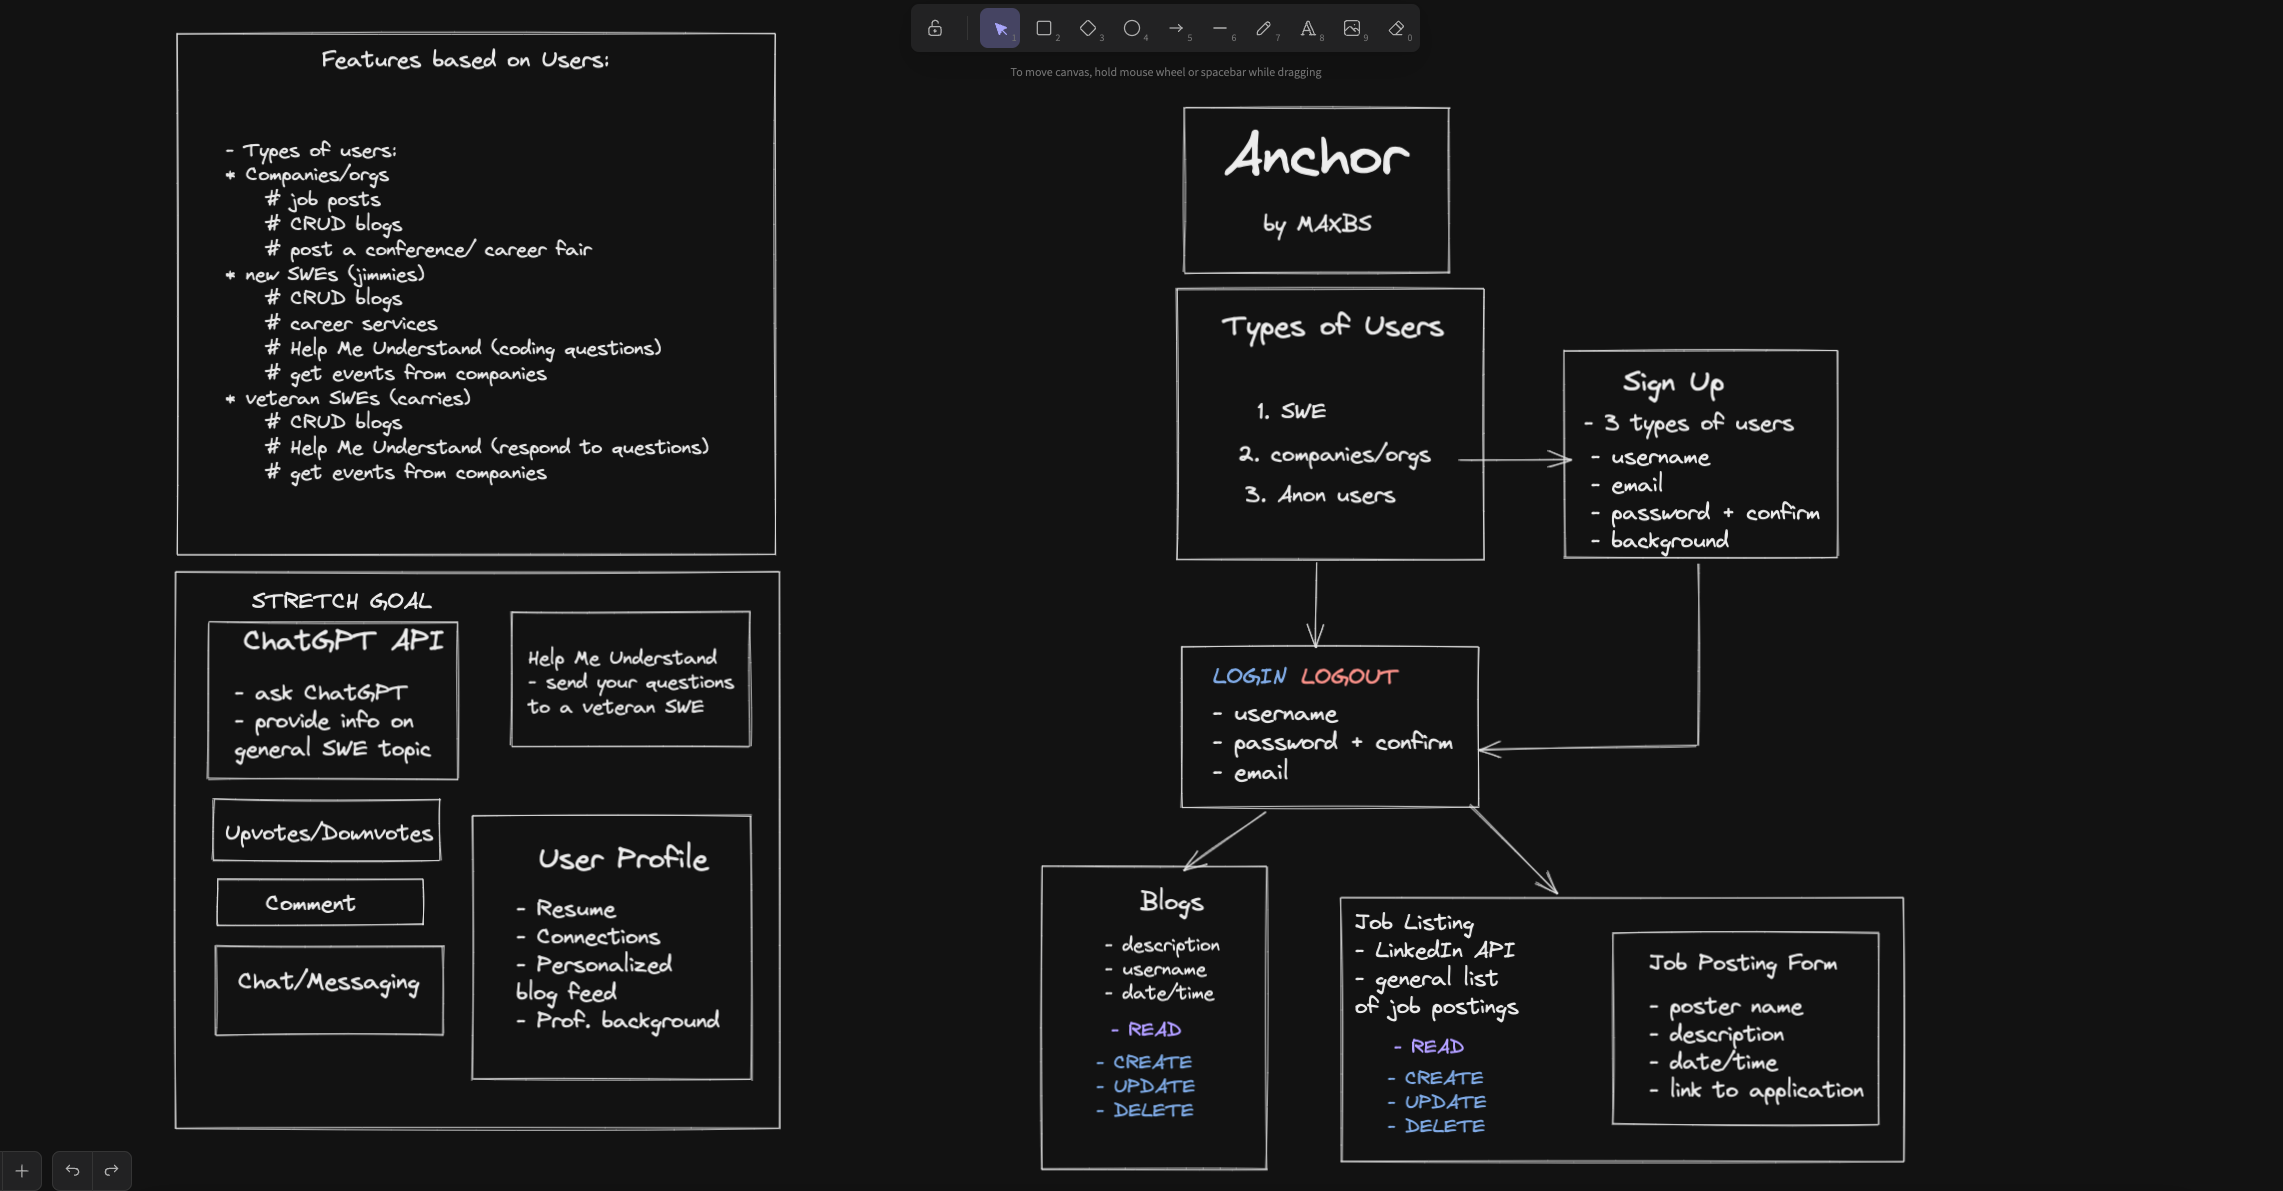 To move canvas, hold mouse wheel or spacebar while dragging
1
2
3
4
5
6
7
8
9
0
Features based on Users:
- Types of users:
* Companies/orgs
# job posts
# CRUD blogs
# post a conference/ career fair
* new SWEs (jimmies)
# CRUD blogs
# career services
# Help Me Understand (coding questions)
# get events from companies
* veteran SWEs (carries)
# CRUD blogs
# Help Me Understand (respond to questions)
# get events from companies
STRETCH GOAL
ChatGPT API
- ask ChatGPT
- provide info on
general SWE topic
Help Me Understand
- send your questions
to a veteran SWE
Upvotes/Downvotes
Comment
Chat/Messaging
User Profile
- Resume
- Connections
- Personalized
blog feed
- Prof. background
Anchor
by MAXBS
Types of Users
1. SWE
2. companies/orgs
3. Anon users
Sign Up
- 3 types of users
- username
- email
- password + confirm
- background
LOGIN LOGOUT
- username
- password + confirm
- email
Blogs
- description
- username
- date/time
- READ
- CREATE
- UPDATE
- DELETE
Job Listing
- LinkedIn API
- general list
of job postings
- READ
- CREATE
- UPDATE
- DELETE
Job Posting Form
- poster name
- description
- date/time
- link to application